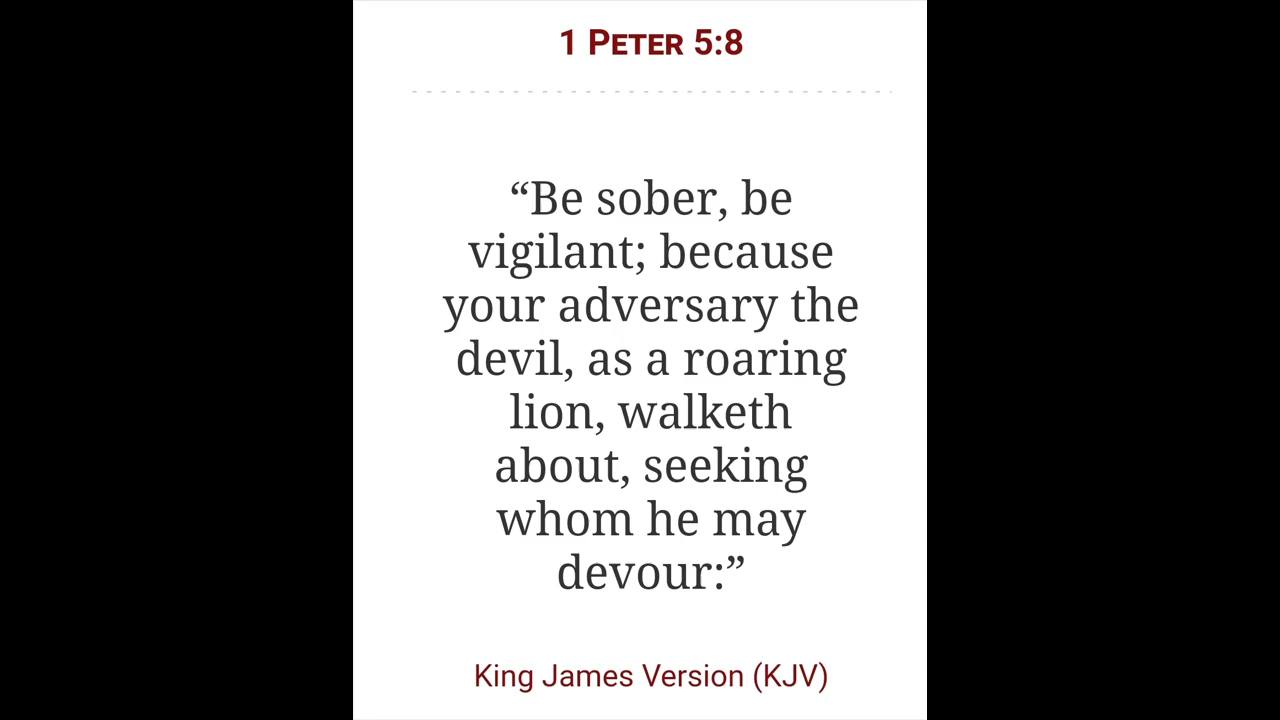 1 PETER 5:8
“Be sober, be
vigilant; because
your adversary the
devil, as a roaring
lion, walketh
about, seeking
whom he may
devour:”
King James Version (KJV)